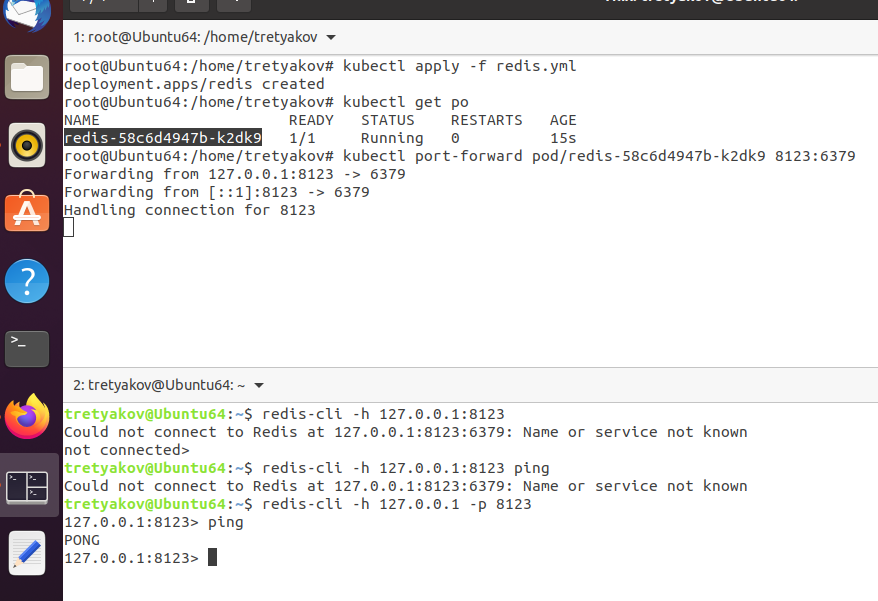 1: root@Ubuntu64: /home/tretyakov
root@Ubuntu64:/home/tretyakov# kubectl apply -f redis.yml
deployment.apps/redis created
root@Ubuntu64:/home/tretyakov# kubectl get po
NAME READY STATUS RESTARTS AGE
redis-58c6d4947b-k2dk9 1/1 Running 0 15s
root@Ubuntu64:/home/tretyakov# kubectl port-forward pod/redis-58c6d4947b-k2dk9 8123:6379
Forwarding from 127.0.0.1:8123 -> 6379
Forwarding from [::1]:8123 -> 6379
Handling connection for 8123
2: tretyakov@Ubuntu64: ~
tretyakov@Ubuntu64:~$ redis-cli -h 127.0.0.1:8123
Could not connect to Redis at 127.0.0.1:8123:6379: Name or service not known
not connected>
tretyakov@Ubuntu64:~$ redis-cli -h 127.0.0.1:8123 ping
Could not connect to Redis at 127.0.0.1:8123:6379: Name or service not known
tretyakov@Ubuntu64:~$ redis-cli -h 127.0.0.1 -p 8123
127.0.0.1:8123> ping
PONG
127.0.0.1:8123>